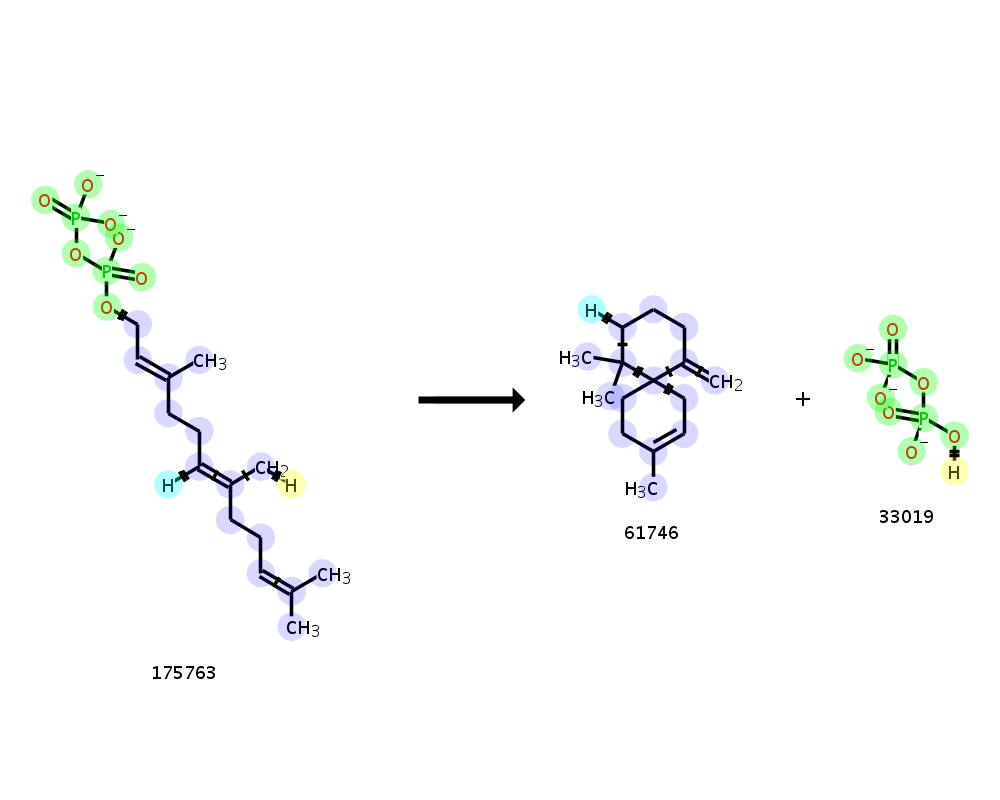 O⁻
O
P O⁻
O⁻
O
P O
O
CH₃
CH₂
H H
CH₃
CH₃
175763
H
H₃C
CH₂
H₃C
H₃C
61746
+
O
O⁻ P
O
O⁻
O P O
O⁻
H
33019